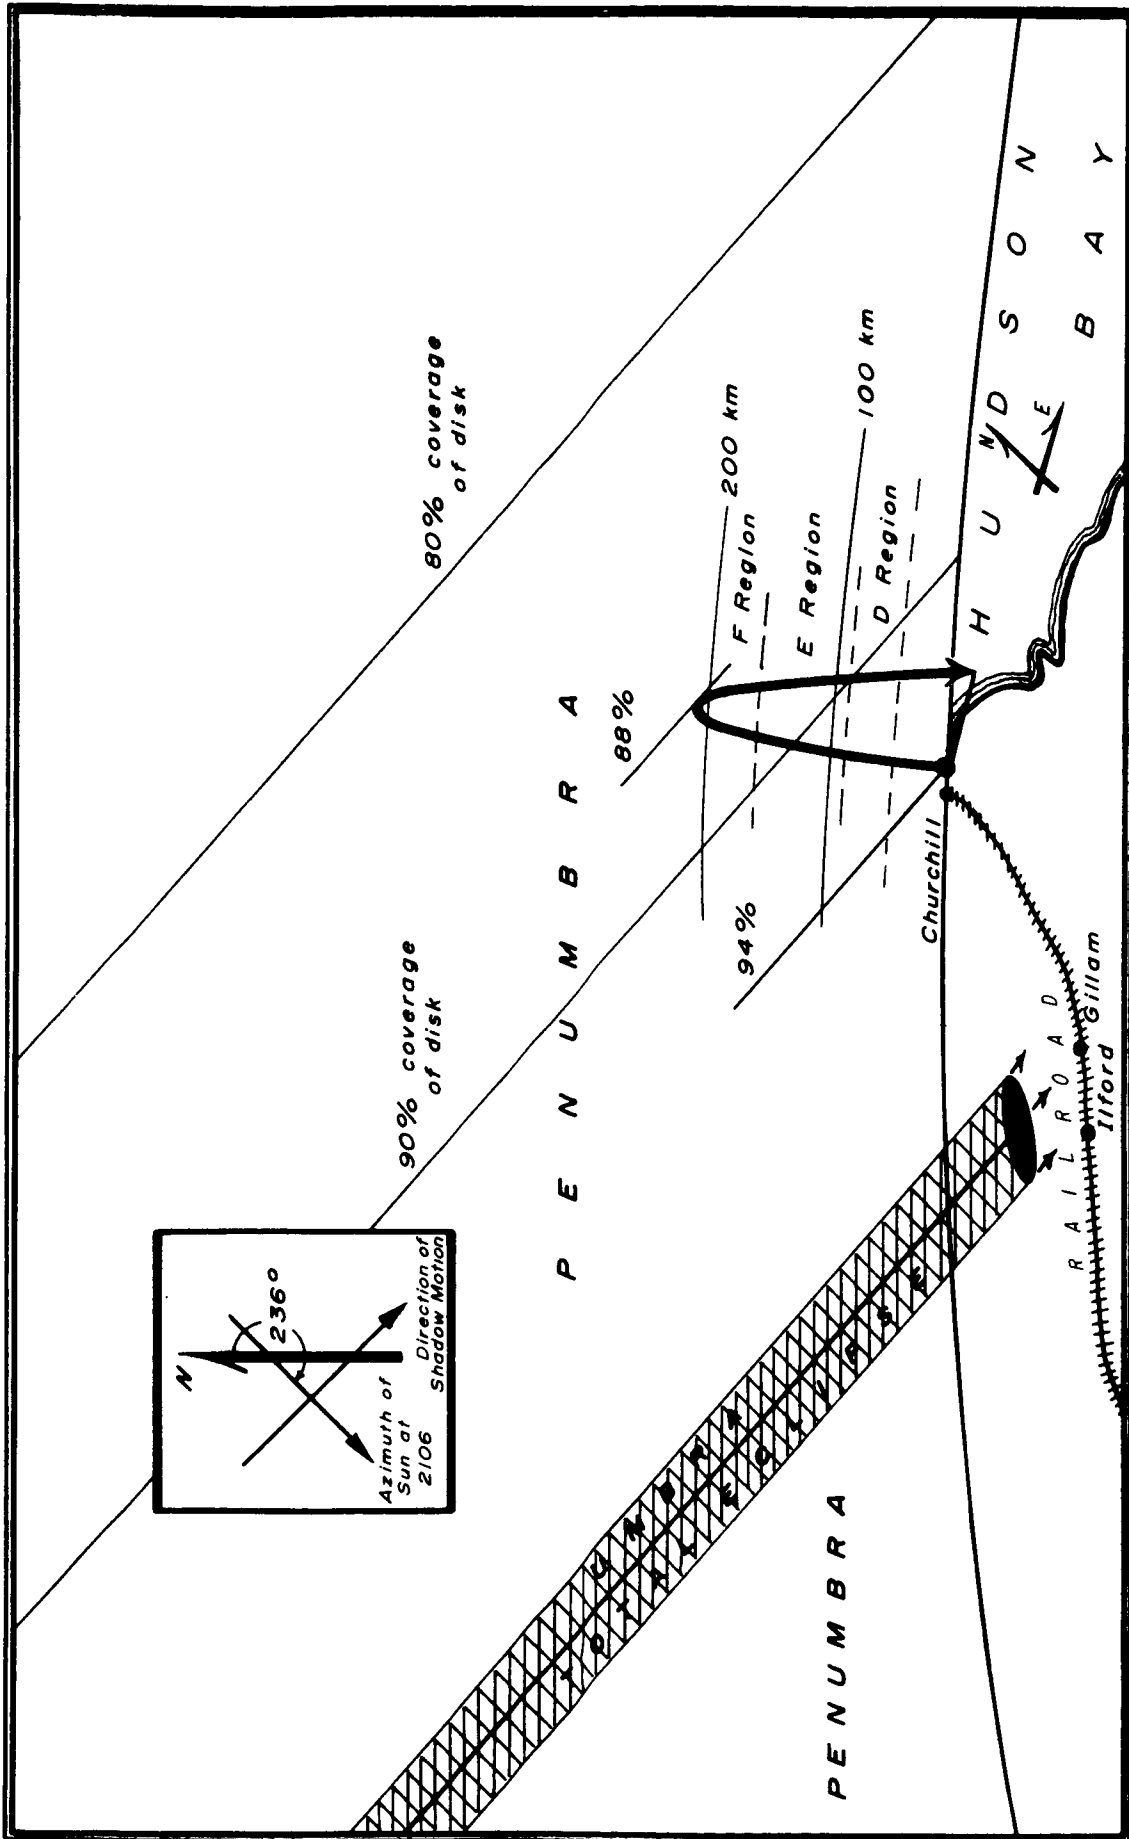 80% coverage
of disk
90% coverage
of disk
N
236°
Azimuth of
Sun at
2106
Direction of
Shadow Motion
PENUMBRA
88%
200 km
F Region
E Region
100 km
D Region
94%
UMBRA
TOTAL ECLIPSE
PENUMBRA
Churchill
HUDSON
BAY
N
E
RAILROAD
Gillam
Ilford